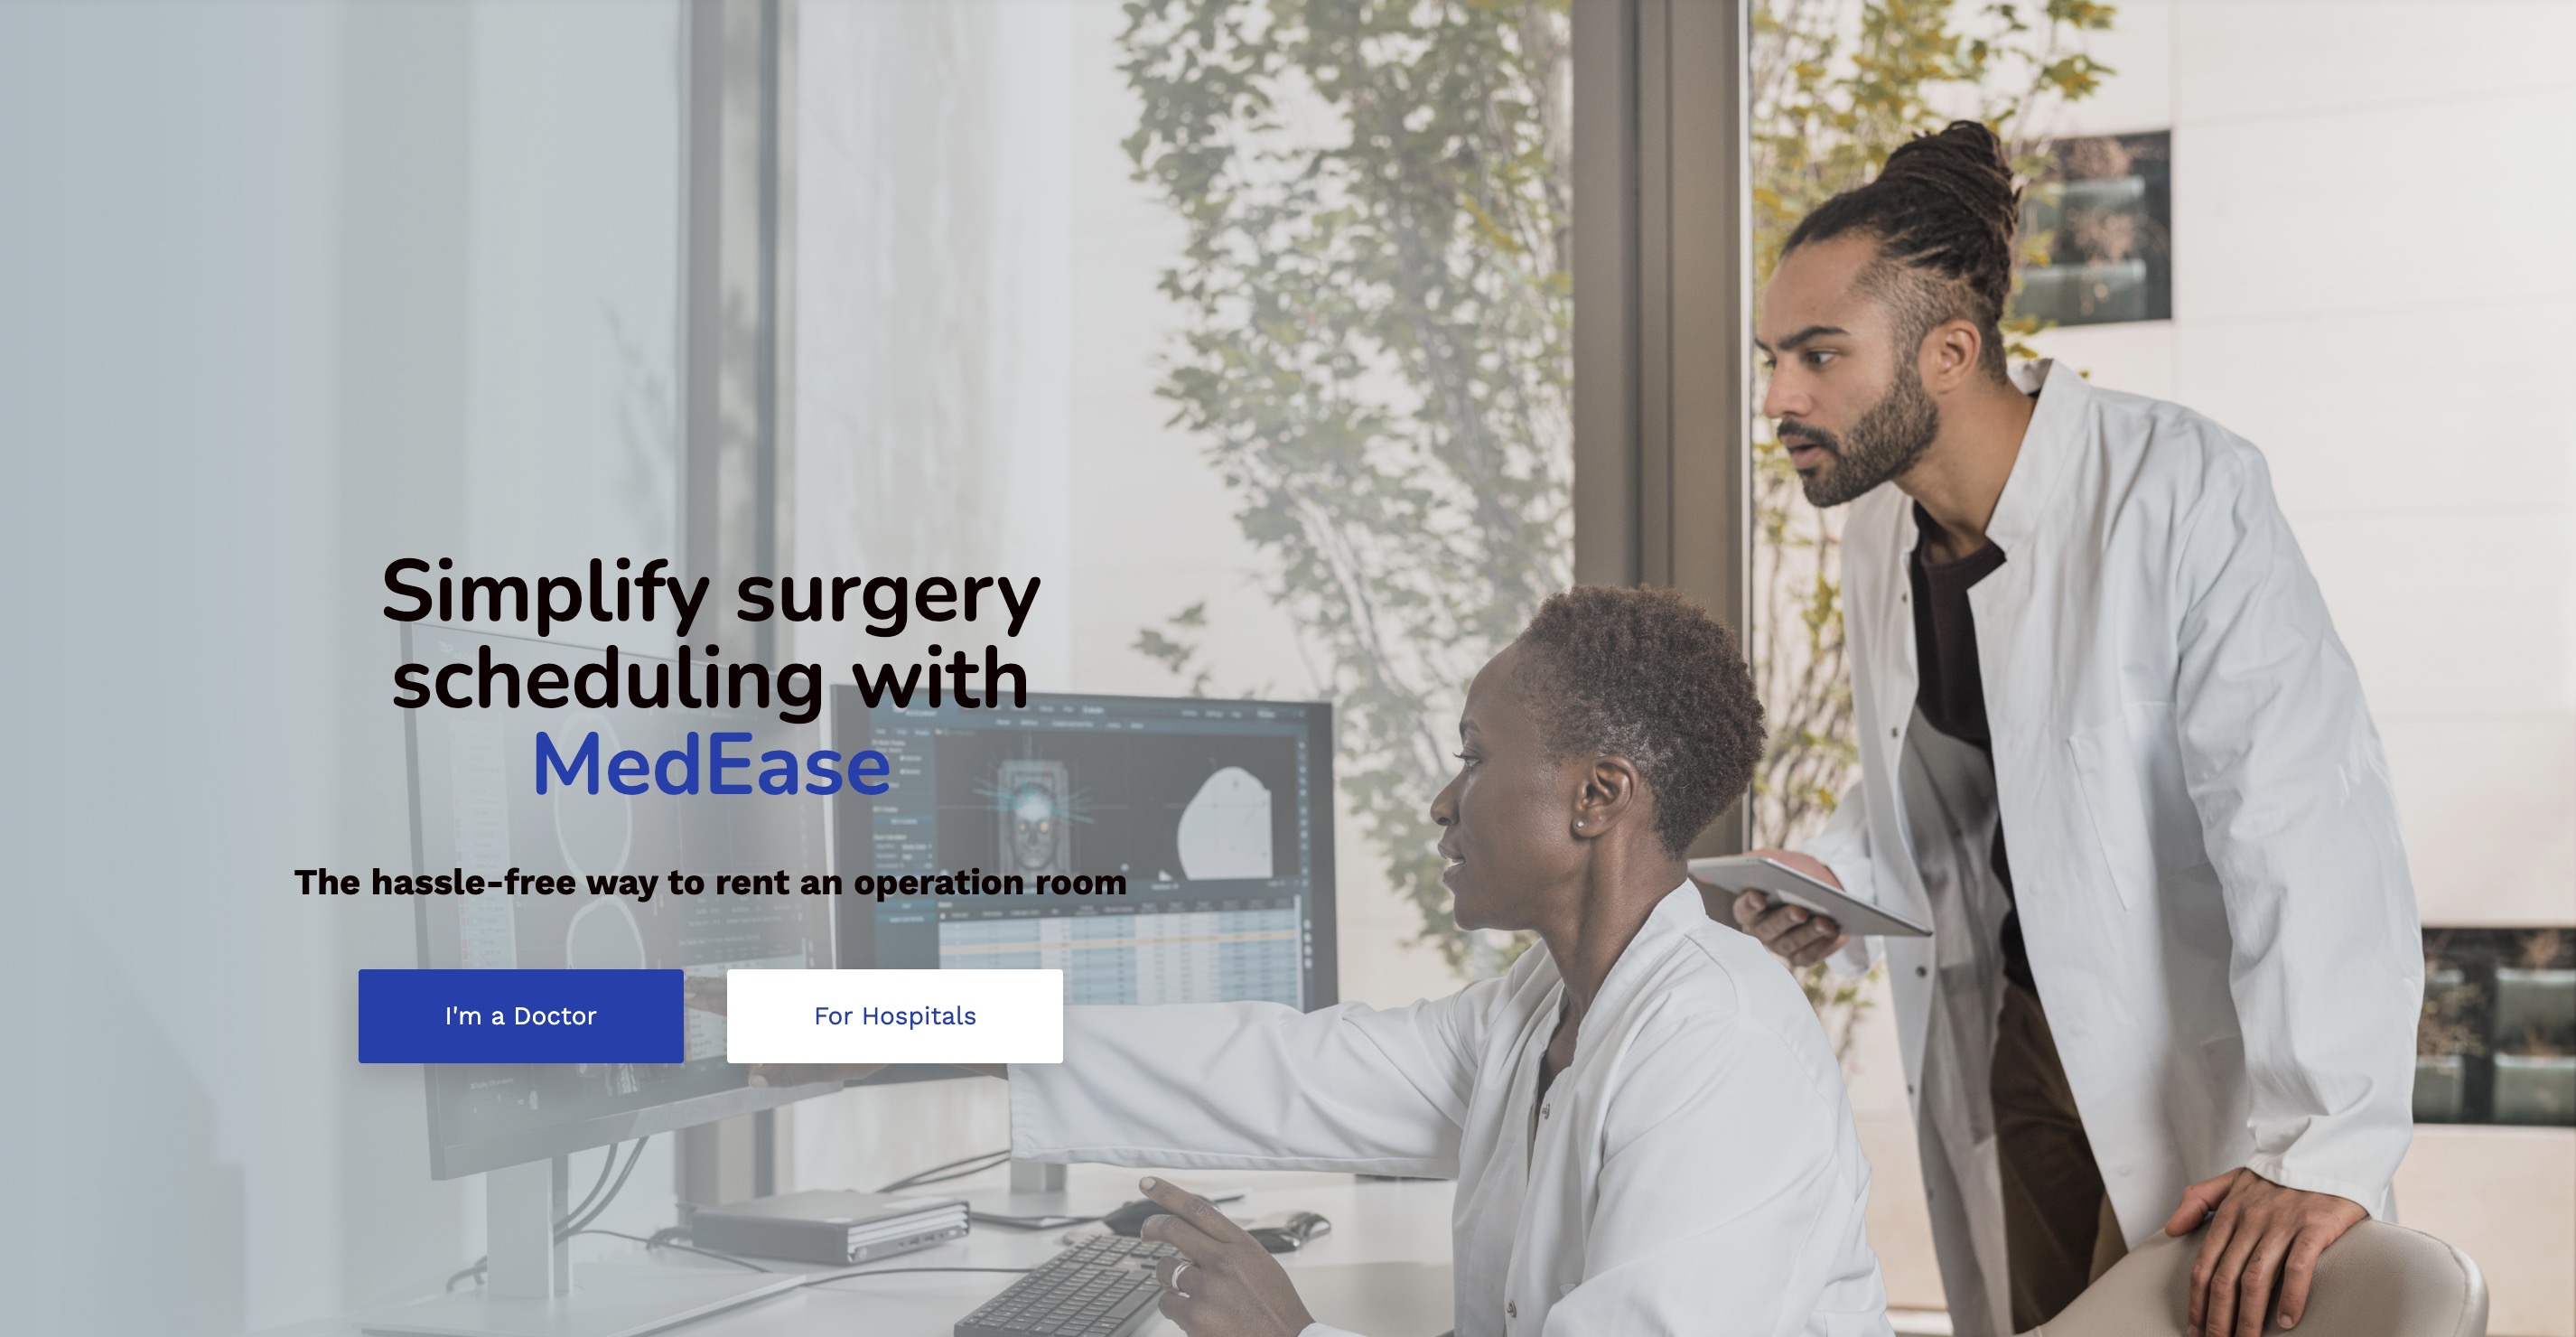 Simplify surgery
scheduling with
MedEase
The hassle-free way to rent an operation room
I'm a Doctor
For Hospitals